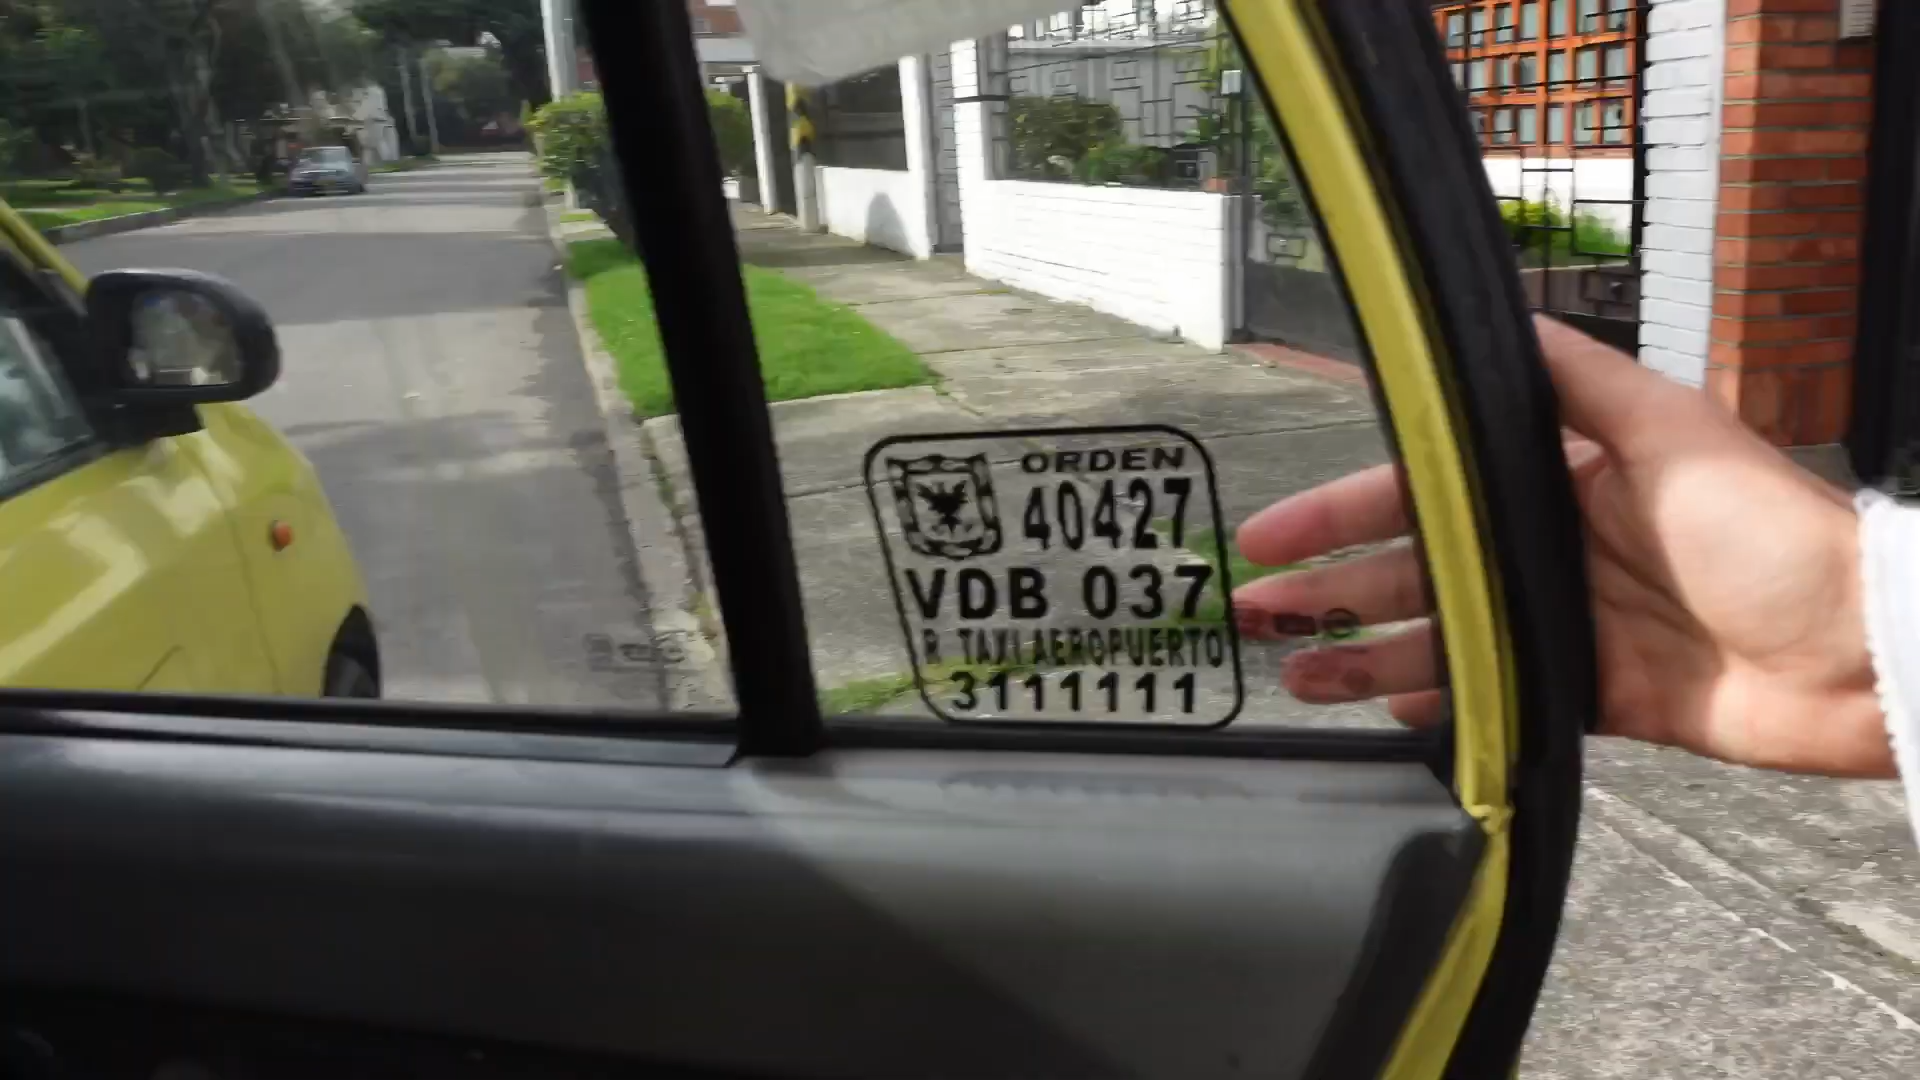 ORDEN
40427
VDB 037
R TAXI AEROPUERTO
3111111